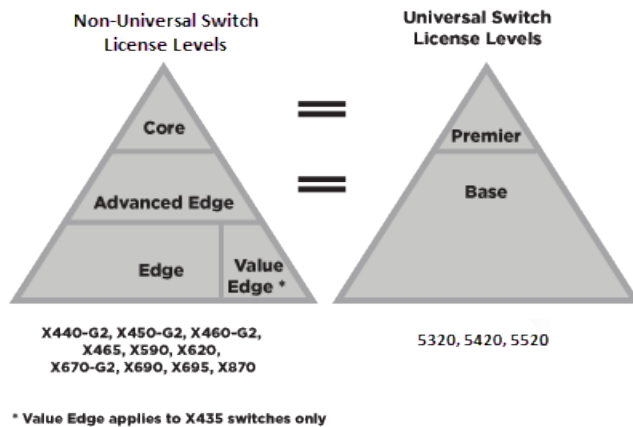 Non-Universal Switch
License Levels
Universal Switch
License Levels
Core
Advanced Edge
Edge
Value
Edge *
=
=
Premier
Base
X440-G2, X450-G2, X460-G2,
X465, X590, X620,
X670-G2, X690, X695, X870
5320, 5420, 5520
* Value Edge applies to X435 switches only